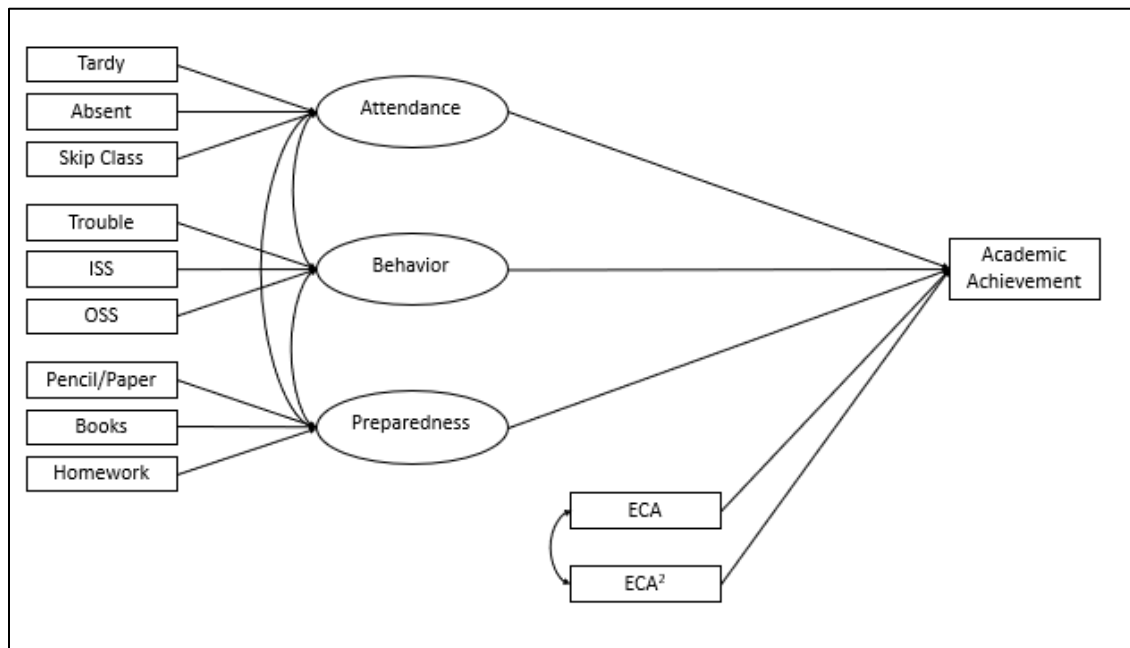 Tardy
Absent
Skip Class
Attendance
Trouble
ISS
OSS
Behavior
Academic
Achievement
Pencil/Paper
Books
Homework
Preparedness
ECA
ECA²